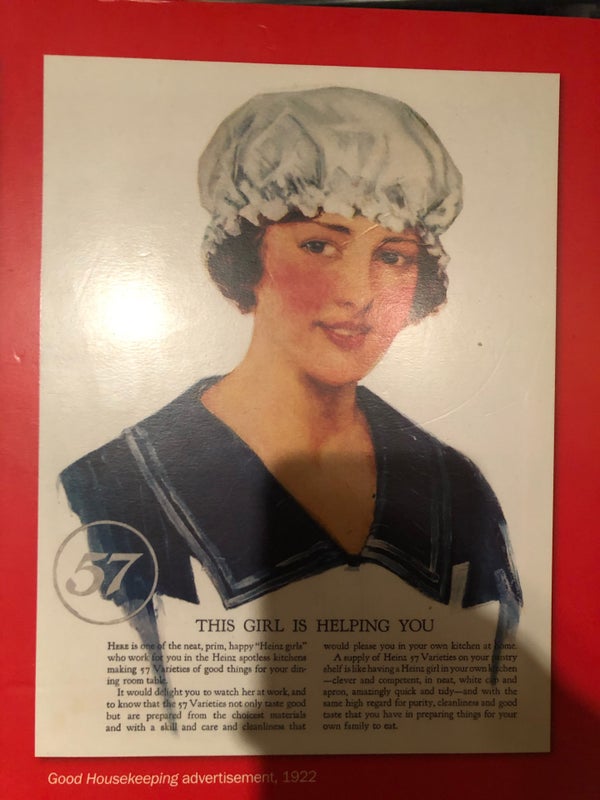 57
THIS GIRL IS HELPING YOU
HERE is one of the neat, prim, happy "Heinz girls"
who work for you in the Heinz spotless kitchens
making 57 Varieties of good things for your din-
ing room table.
It would delight you to watch her at work, and
to know that the 57 Varieties not only taste good
but are prepared from the choicest materials
and with a skill and care and cleanliness that
would please you in your own kitchen at home.
A supply of Heinz 57 Varieties on your pantry
shelf is like having a Heinz girl in your own kitchen
—clever and competent, in neat, white cap and
apron, amazingly quick and tidy—and with the
same high regard for purity, cleanliness and good
taste that you have in preparing things for your
own family to eat.
Good Housekeeping advertisement, 1922